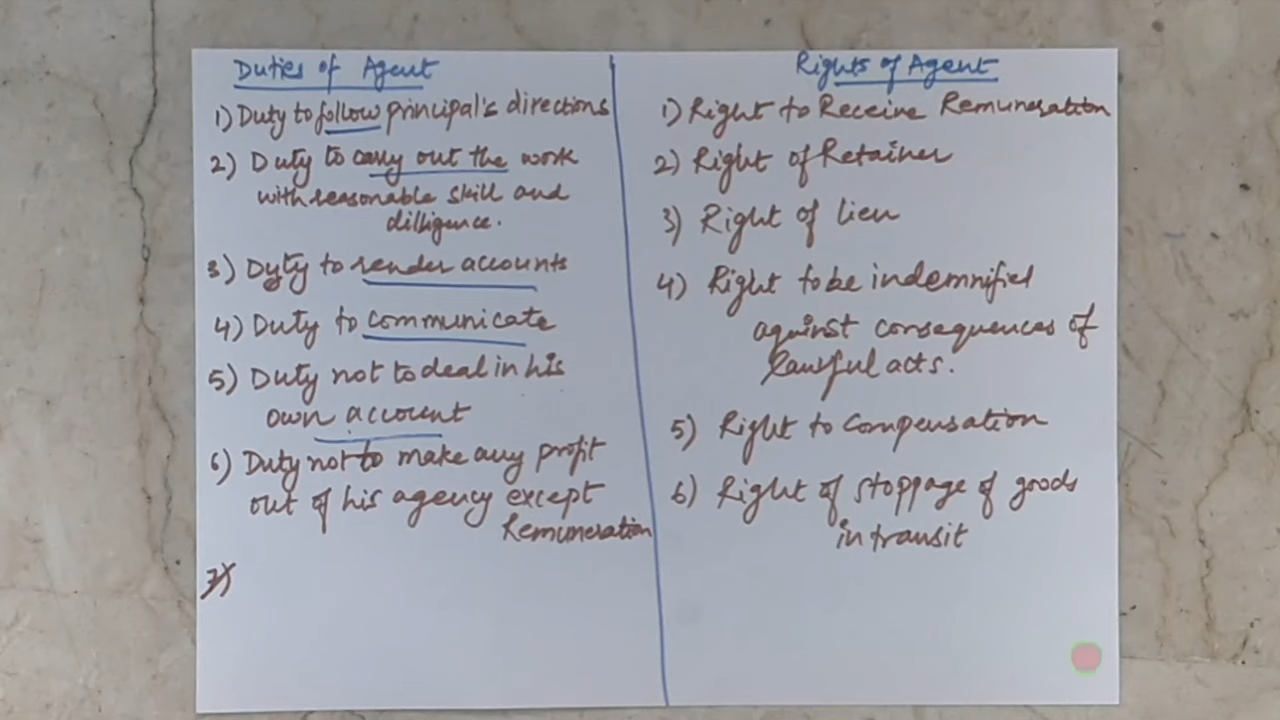 Duties of Agent
1) Duty to follow principal's directions
2) Duty to carry out the work
with reasonable skill and
dilligence.
3) Dyty to render accounts
4) Duty to communicate
5) Duty not to deal in his
own account
6) Duty not to make any profit
out of his agency except
Remuneration
7)
Rights of Agent
1) Right to Receive Remuneration
2) Right of Retainer
3) Right of lien
4) Right to be indemnified
against consequences of
lawful acts.
5) Right to Compensation
6) Right of stoppage of goods
in transit